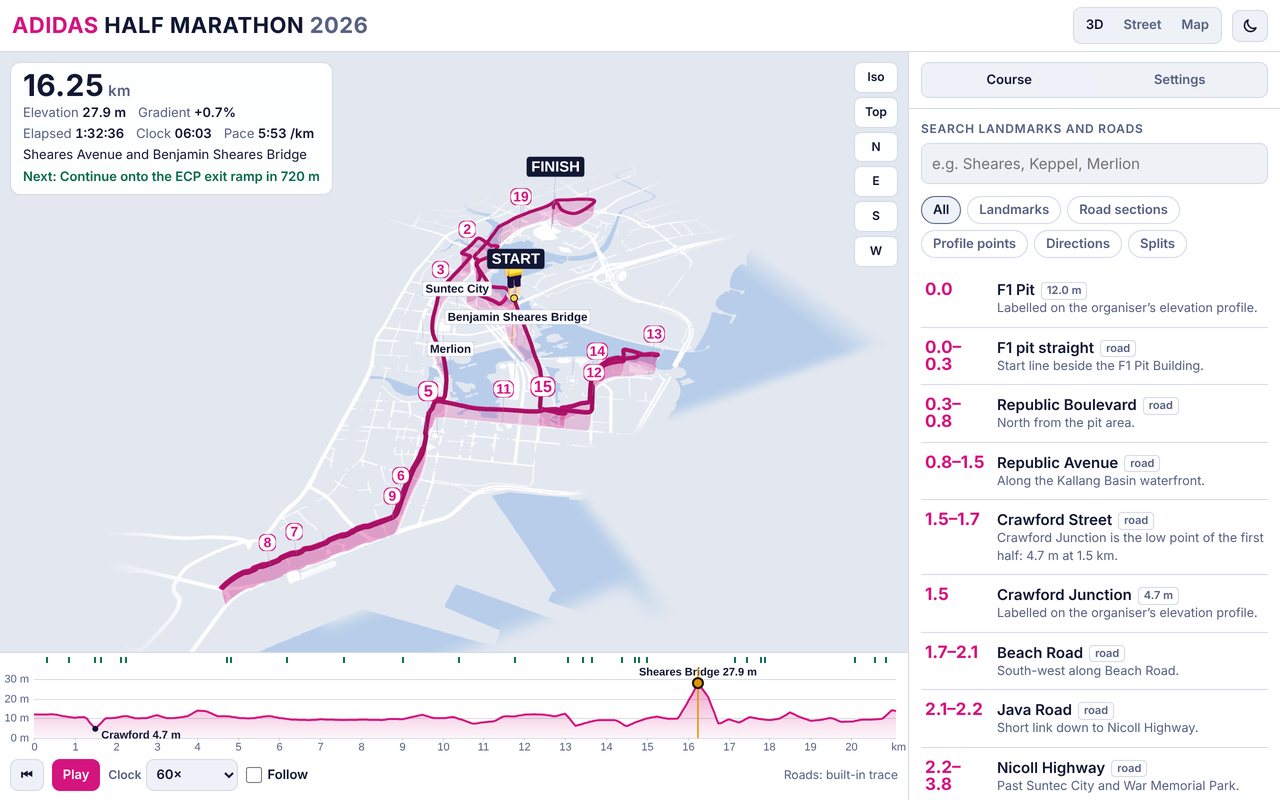 ADIDAS HALF MARATHON 2026
3D Street Map
16.25 km
Elevation 27.9 m Gradient +0.7%
Elapsed 1:32:36 Clock 06:03 Pace 5:53 /km
Sheares Avenue and Benjamin Sheares Bridge
Next: Continue onto the ECP exit ramp in 720 m
Iso
Top
N
E
S
W
FINISH
19
2
START
3
Suntec City
Benjamin Sheares Bridge
13
Merlion
14
12
5
11
15
6
9
7
8
Sheares Bridge 27.9 m
30 m
20 m
10 m
0 m
Crawford 4.7 m
0 1 2 3 4 5 6 7 8 9 10 11 12 13 14 15 16 17 18 19 20 km
Play Clock 60× Follow
Roads: built-in trace
Course Settings
SEARCH LANDMARKS AND ROADS
e.g. Sheares, Keppel, Merlion
All Landmarks Road sections
Profile points Directions Splits
0.0 F1 Pit 12.0 m
Labelled on the organiser’s elevation profile.
0.0–0.3 F1 pit straight road
Start line beside the F1 Pit Building.
0.3–0.8 Republic Boulevard road
North from the pit area.
0.8–1.5 Republic Avenue road
Along the Kallang Basin waterfront.
1.5–1.7 Crawford Street road
Crawford Junction is the low point of the first
half: 4.7 m at 1.5 km.
1.5 Crawford Junction 4.7 m
Labelled on the organiser’s elevation profile.
1.7–2.1 Beach Road road
South-west along Beach Road.
2.1–2.2 Java Road road
Short link down to Nicoll Highway.
2.2–3.8 Nicoll Highway road
Past Suntec City and War Memorial Park.